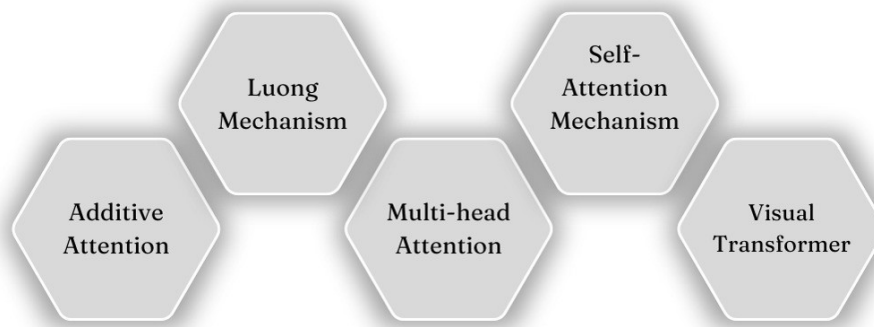 Additive
Attention
Luong
Mechanism
Multi-head
Attention
Self-
Attention
Mechanism
Visual
Transformer